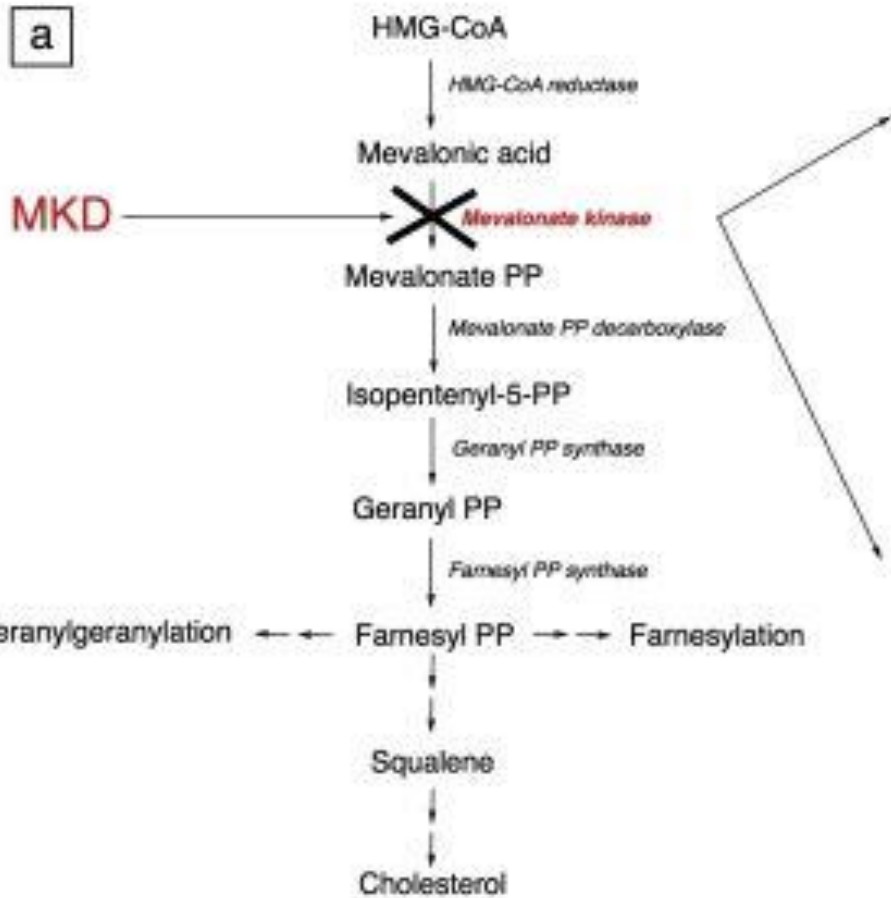 a
HMG-CoA
HMG-CoA reductase
Mevalonic acid
MKD
Mevalonate kinase
Mevalonate PP
Mevalonate PP decarboxylase
Isopentenyl-5-PP
Geranyl PP synthase
Geranyl PP
Farnesyl PP synthase
eranylgeranylation Farnesyl PP Farnesylation
Squalene
Cholesterol